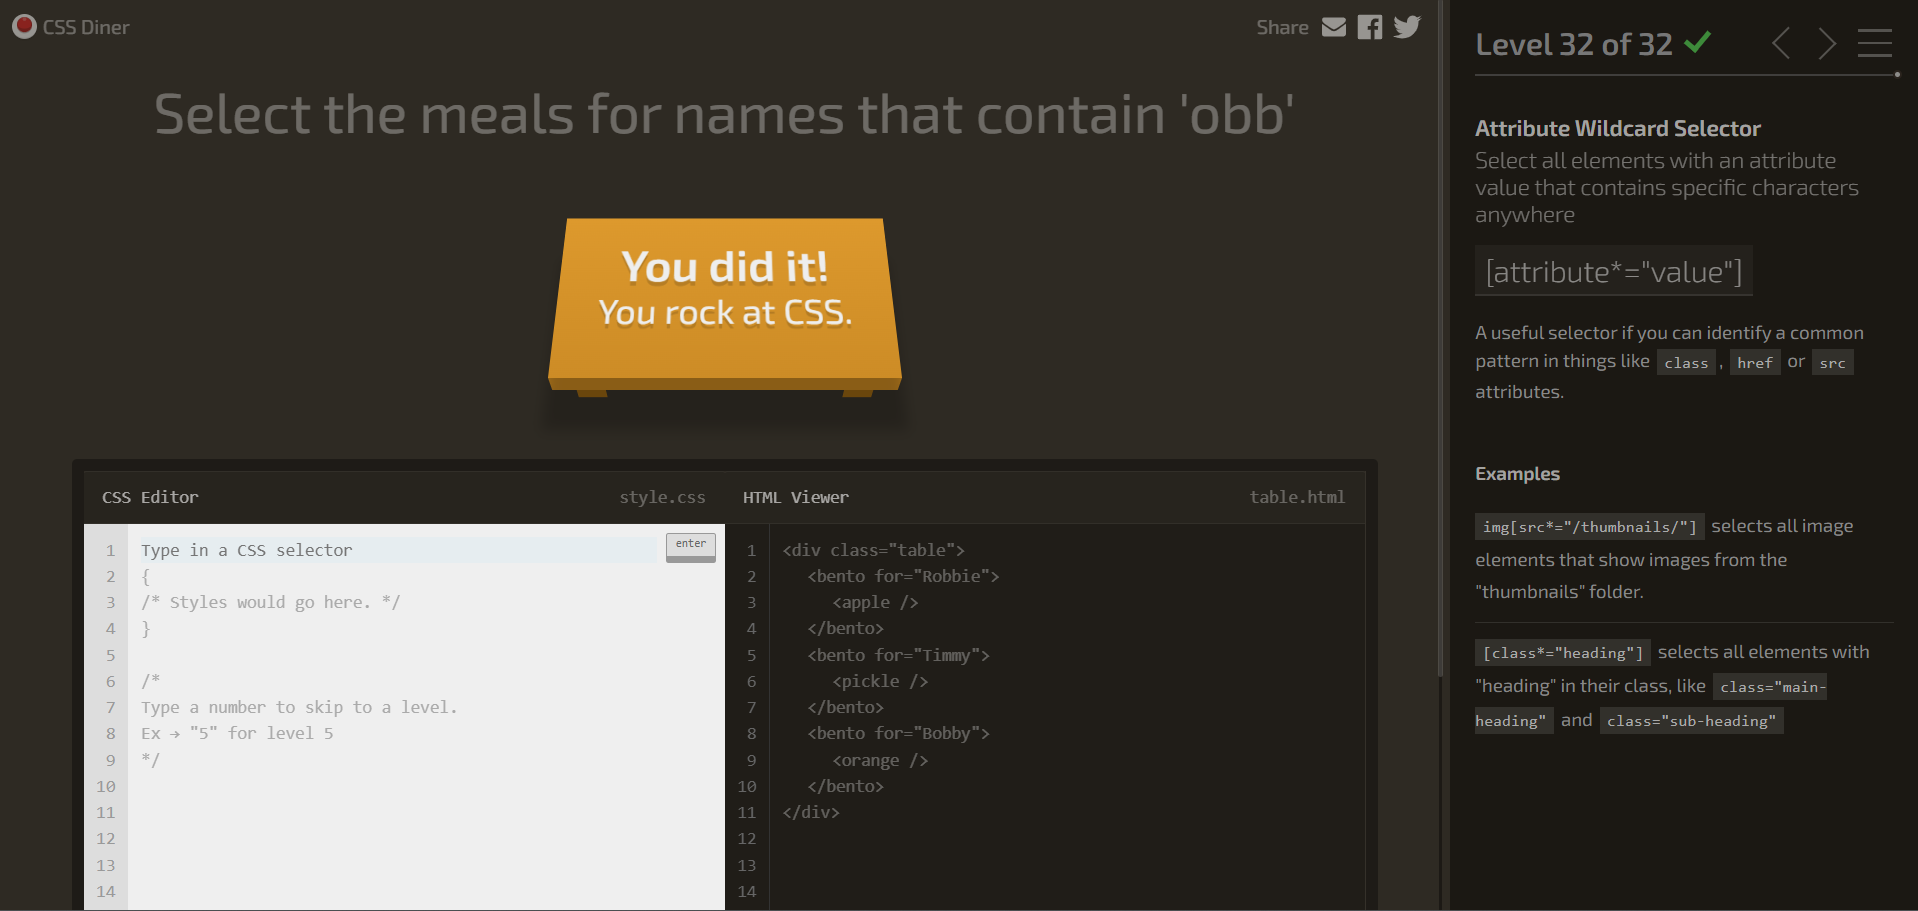 CSS Diner
Share
Select the meals for names that contain 'obb'
You did it!
You rock at CSS.
CSS Editor style.css
1 Type in a CSS selector enter
2 {
3 /* Styles would go here. */
4 }
5
6 /*
7 Type a number to skip to a level.
8 Ex → "5" for level 5
9 */
10
11
12
13
14
HTML Viewer table.html
1 <div class="table">
2 <bento for="Robbie">
3 <apple />
4 </bento>
5 <bento for="Timmy">
6 <pickle />
7 </bento>
8 <bento for="Bobby">
9 <orange />
10 </bento>
11 </div>
12
13
14
Level 32 of 32
Attribute Wildcard Selector
Select all elements with an attribute
value that contains specific characters
anywhere
[attribute*="value"]
A useful selector if you can identify a common
pattern in things like class , href or src
attributes.
Examples
img[src*="/thumbnails/"] selects all image
elements that show images from the
"thumbnails" folder.
[class*="heading"] selects all elements with
"heading" in their class, like class="main-
heading" and class="sub-heading"